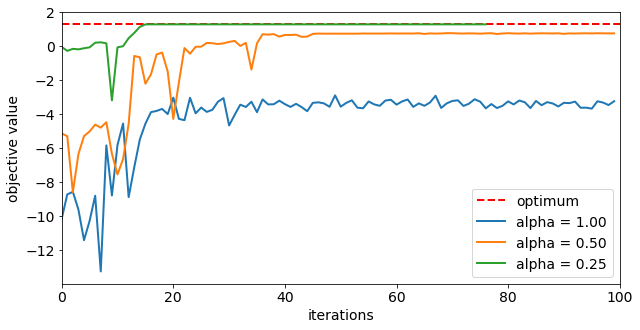 2
0
−2
−4
−6
−8
−10
−12
objective value
0
20
40
60
80
100
iterations
optimum
alpha = 1.00
alpha = 0.50
alpha = 0.25